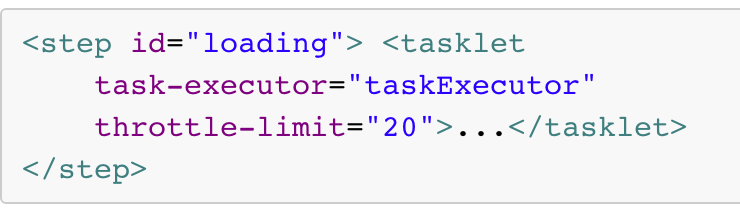 <step id="loading"> <tasklet
task-executor="taskExecutor"
throttle-limit="20">...</tasklet>
</step>